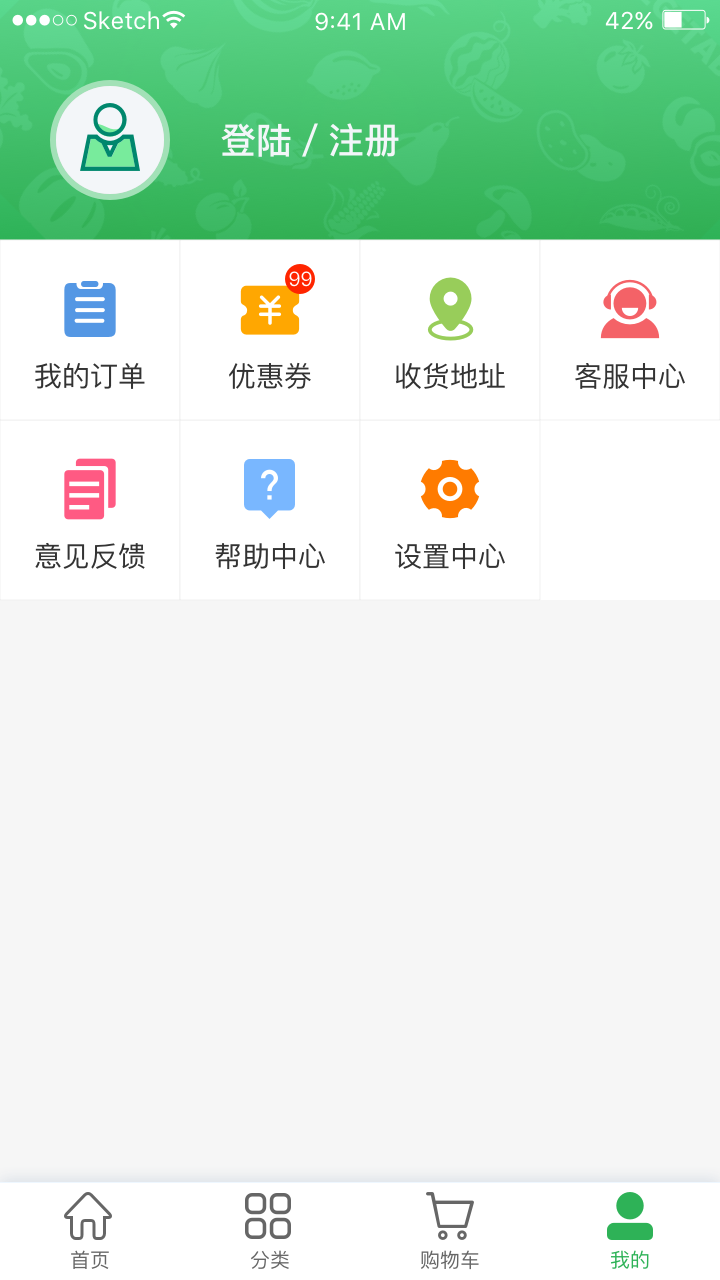 Sketch 9:41 AM 42%
登陆 / 注册
99
¥
我的订单 优惠券 收货地址 客服中心
?
意见反馈 帮助中心 设置中心
首页 分类 购物车 我的